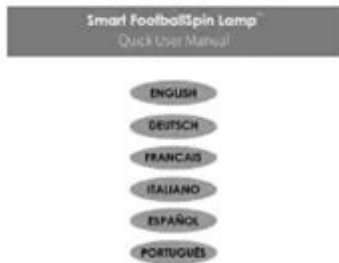 Smart FootballSpin Lamp™
Quick User Manual
ENGLISH
DEUTSCH
FRANCAIS
ITALIANO
ESPAÑOL
PORTUGUÊS